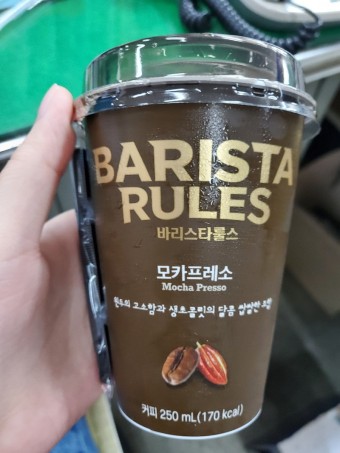 BARISTA
RULES
바리스타룰스
모카프레소
Mocha Presso
원두의 고소함과 생초콜릿의 달콤 쌉쌀한 조합
커피 250 mL(170 kcal)